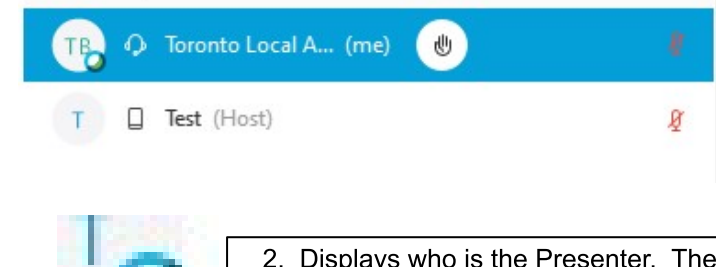 TB Toronto Local A... (me)
T Test (Host)
2. Displays who is the Presenter. The